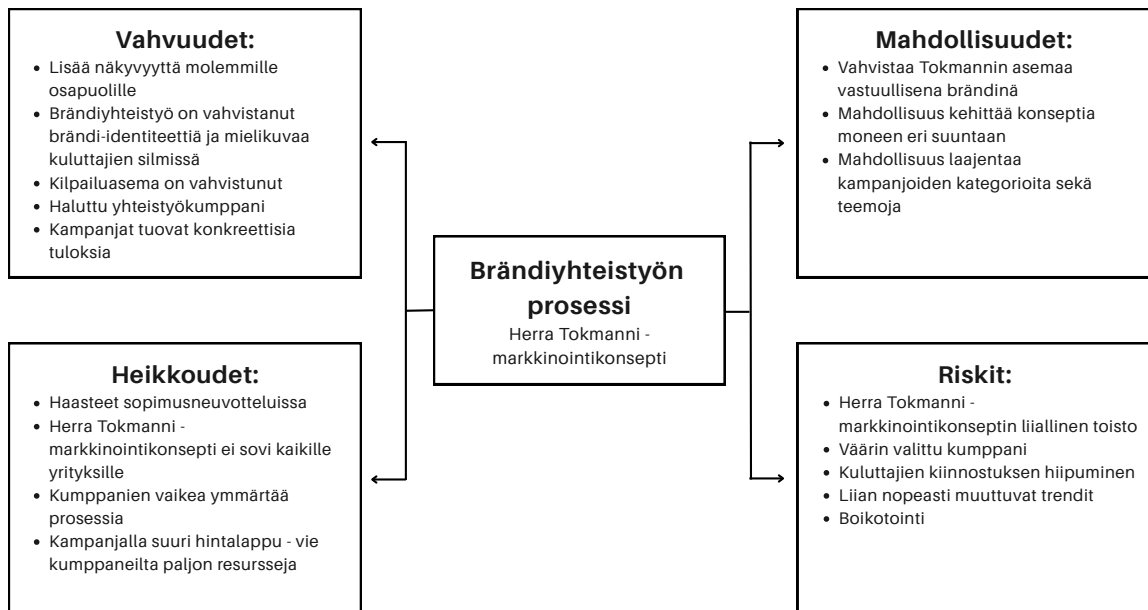 Vahvuudet:
• Lisää näkyvyyttä molemmille
osapuolille
• Brändiyhteistyö on vahvistanut
brändi-identiteettiä ja mielikuvaa
kuluttajien silmissä
• Kilpailuasema on vahvistunut
• Haluttu yhteistyökumppani
• Kampanjat tuovat konkreettisia
tuloksia
Mahdollisuudet:
• Vahvistaa Tokmannin asemaa
vastuullisena brändinä
• Mahdollisuus kehittää konseptia
moneen eri suuntaan
• Mahdollisuus laajentaa
kampanjoiden kategorioita sekä
teemoja
Brändiyhteistyön
prosessi
Herra Tokmanni -
markkinointikonsepti
Heikkoudet:
• Haasteet sopimusneuvotteluissa
• Herra Tokmanni -
markkinointikonsepti ei sovi kaikille
yrityksille
• Kumppanien vaikea ymmärtää
prosessia
• Kampanjalla suuri hintalappu - vie
kumppaneilta paljon resursseja
Riskit:
• Herra Tokmanni -
markkinointikonseptin liiallinen toisto
• Väärin valittu kumppani
• Kuluttajien kiinnostuksen hiipuminen
• Liian nopeasti muuttuvat trendit
• Boikotointi